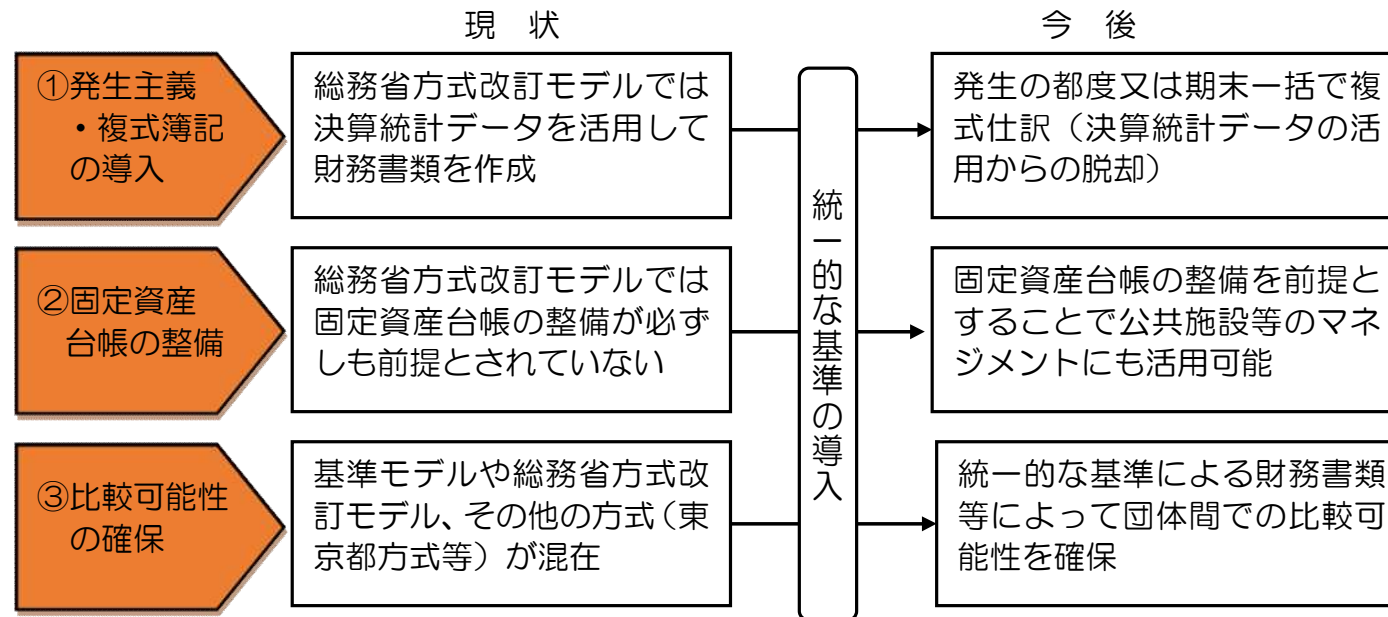 現　状
今　後
①発生主義
・複式簿記
の導入
総務省方式改訂モデルでは
決算統計データを活用して
財務書類を作成
発生の都度又は期末一括で複
式仕訳（決算統計データの活
用からの脱却）
統一的な基準の導入
②固定資産
台帳の整備
総務省方式改訂モデルでは
固定資産台帳の整備が必ず
しも前提とされていない
固定資産台帳の整備を前提と
することで公共施設等のマネ
ジメントにも活用可能
③比較可能性
の確保
基準モデルや総務省方式改
訂モデル、その他の方式（東
京都方式等）が混在
統一的な基準による財務書類
等によって団体間での比較可
能性を確保